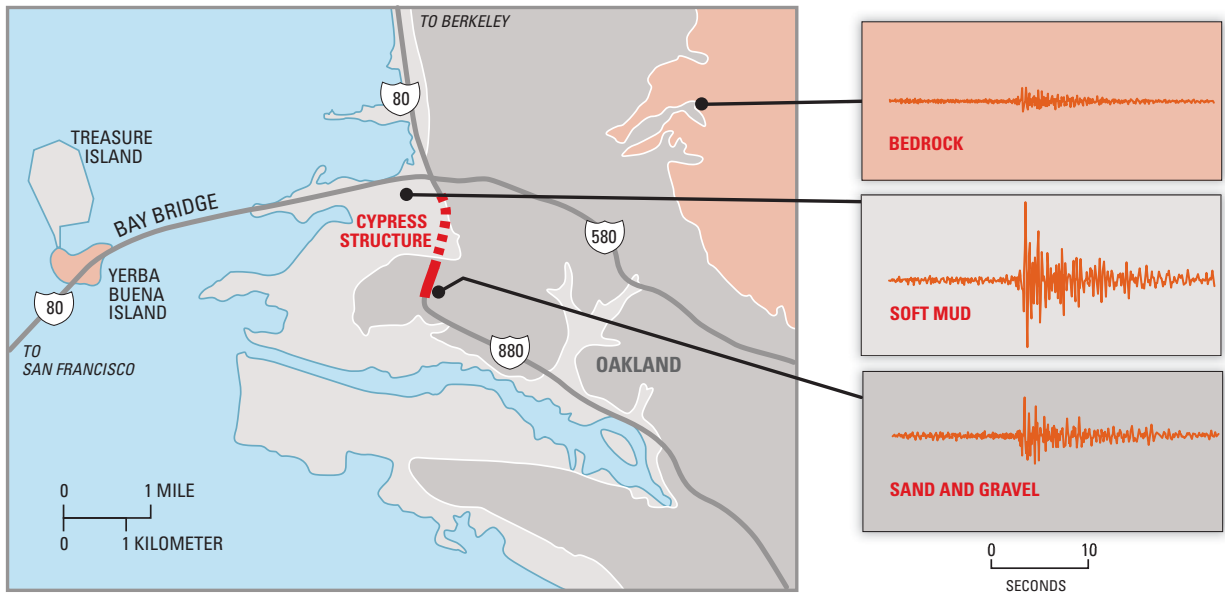 TO BERKELEY
80
TREASURE
ISLAND
BAY BRIDGE
CYPRESS
STRUCTURE
580
YERBA
BUENA
ISLAND
80
TO
SAN FRANCISCO
880
OAKLAND
0
1 MILE
0
1 KILOMETER
BEDROCK
SOFT MUD
SAND AND GRAVEL
0
10
SECONDS